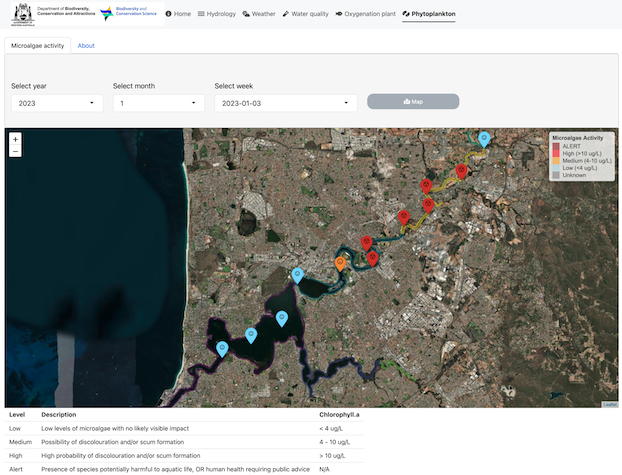 Department of Biodiversity,
Conservation and Attractions
Biodiversity and
Conservation Science
Home
Hydrology
Weather
Water quality
Oxygenation plant
Phytoplankton
Microalgae activity
About
Select year
Select month
Select week
2023
1
2023-01-03
Map
+
−
Microalgae Activity
ALERT
High (>10 ug/L)
Medium (4-10 ug/L)
Low (<4 ug/L)
Unknown
Leaflet
Level Description Chlorophyll.a
Low Low levels of microalgae with no likely visible impact < 4 ug/L
Medium Possibility of discolouration and/or scum formation 4 - 10 ug/L
High High probability of discolouration and/or scum formation > 10 ug/L
Alert Presence of species potentially harmful to aquatic life, OR human health requiring public advice N/A